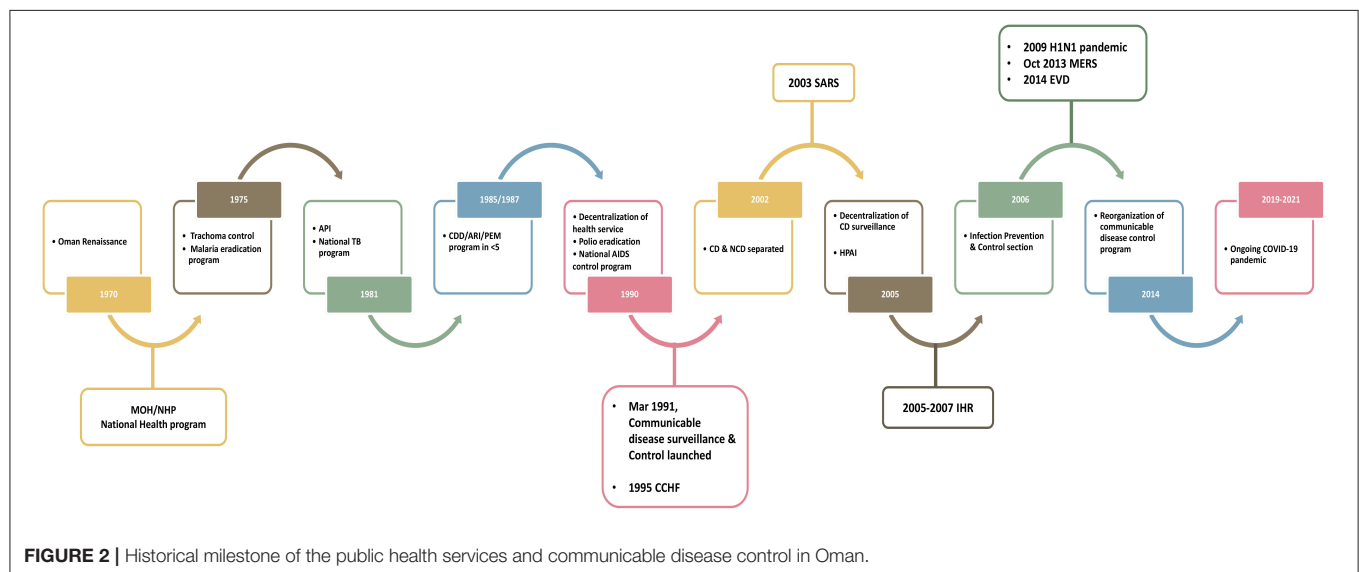 • Oman Renaissance
1970
MOH/NHP
National Health program
1975
• Trachoma control
• Malaria eradication
program
• API
• National TB
program
1981
1985/1987
• CDD/ARI/PEM
program in <5
• Decentralization of
health service
• Polio eradication
• National AIDS
control program
1990
• Mar 1991,
Communicable
disease surveillance &
Control launched
• 1995 CCHF
2002
• CD & NCD separated
2003 SARS
• Decentralization of
CD surveillance
• HPAI
2005
2005-2007 IHR
2006
• Infection Prevention
& Control section
• 2009 H1N1 pandemic
• Oct 2013 MERS
• 2014 EVD
• Reorganization of
communicable
disease control
program
2014
2019-2021
• Ongoing COVID-19
pandemic
FIGURE 2 | Historical milestone of the public health services and communicable disease control in Oman.